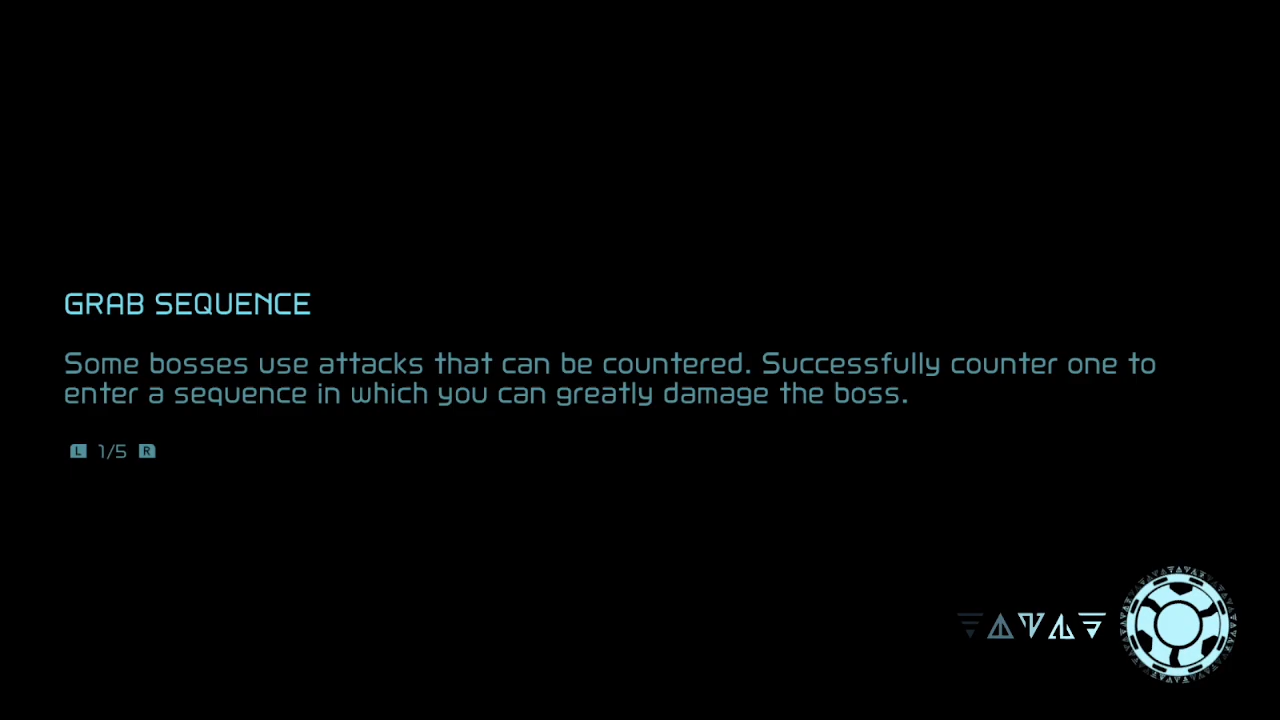 GRAB SEQUENCE
Some bosses use attacks that can be countered. Successfully counter one to
enter a sequence in which you can greatly damage the boss.
L 1/5 R